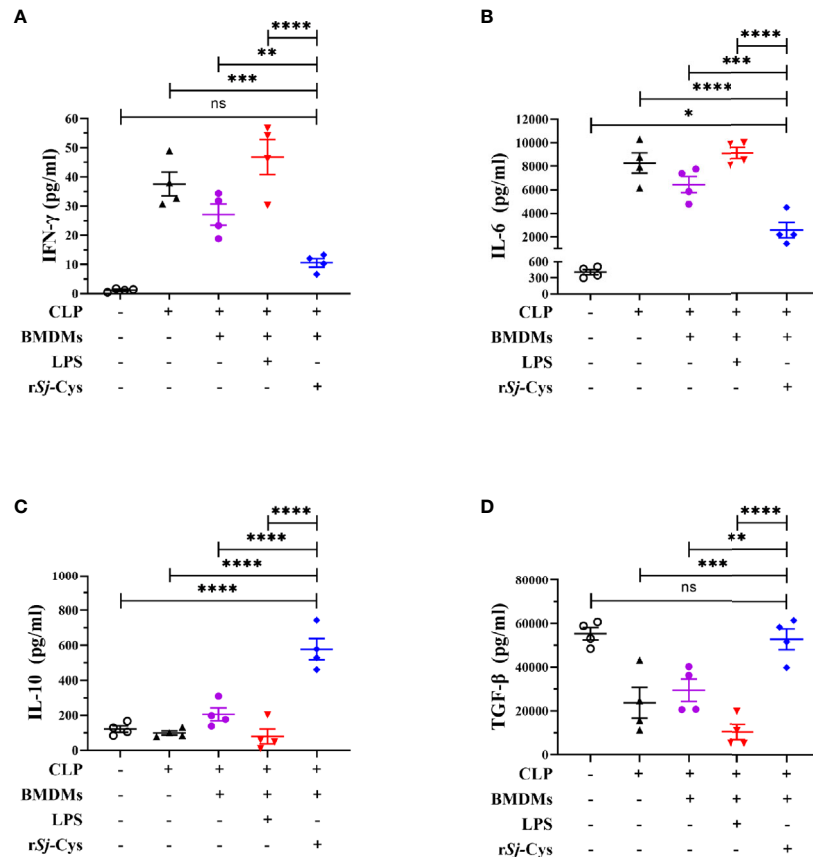 A
****
**
***
ns
IFN-γ (pg/ml)
60
50
40
30
20
10
0
CLP - + + + +
BMDMs - - + + +
LPS - - - + -
rSj-Cys - - - - +
B
****
***
****
*
IL-6 (pg/ml)
12000
10000
8000
6000
4000
2000
600
300
0
CLP - + + + +
BMDMs - - + + +
LPS - - - + -
rSj-Cys - - - - +
C
****
****
****
****
IL-10 (pg/ml)
1000
800
600
400
200
0
CLP - + + + +
BMDMs - - + + +
LPS - - - + -
rSj-Cys - - - - +
D
****
**
***
ns
TGF-β (pg/ml)
80000
60000
40000
20000
0
CLP - + + + +
BMDMs - - + + +
LPS - - - + -
rSj-Cys - - - - +